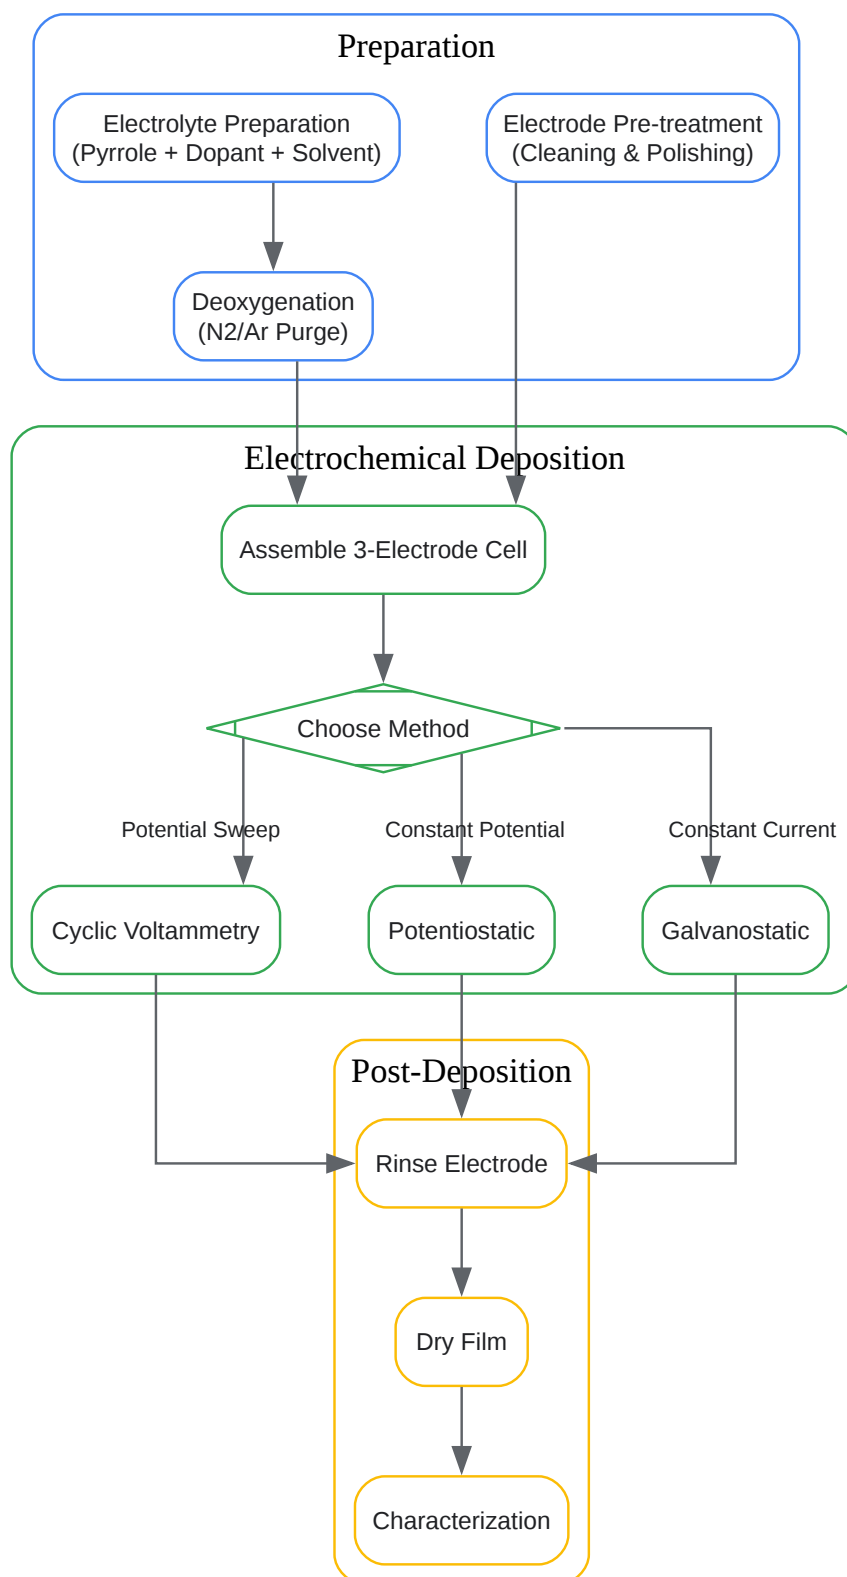 Preparation
Electrolyte Preparation
(Pyrrole + Dopant + Solvent)
Electrode Pre-treatment
(Cleaning & Polishing)
Deoxygenation
(N2/Ar Purge)
Electrochemical Deposition
Assemble 3-Electrode Cell
Choose Method
Potential Sweep
Constant Potential
Constant Current
Cyclic Voltammetry
Potentiostatic
Galvanostatic
Post-Deposition
Rinse Electrode
Dry Film
Characterization